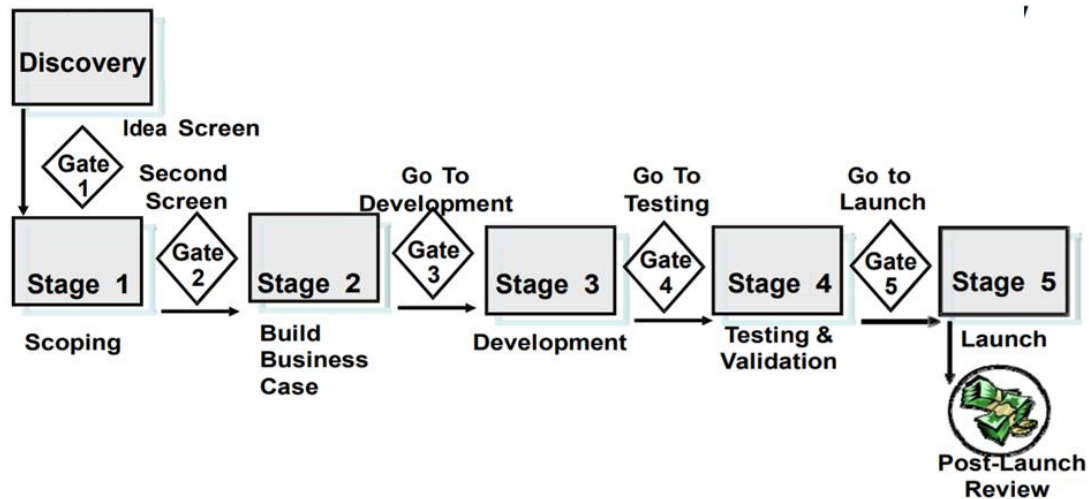 Discovery
Idea Screen
Gate
1
Second
Screen
Go To
Development
Go To
Testing
Go to
Launch
Stage 1
Gate
2
Stage 2
Gate
3
Stage 3
Gate
4
Stage 4
Gate
5
Stage 5
Scoping
Build
Business
Case
Development
Testing &
Validation
Launch
Post-Launch
Review